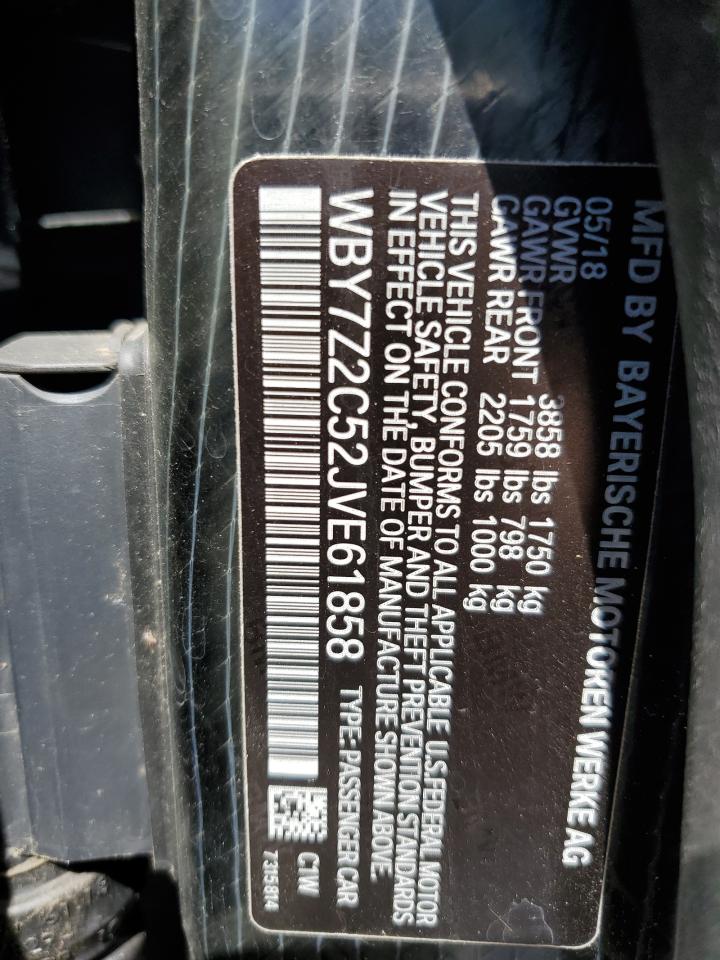 MFD BY BAYERISCHE MOTOREN WERKE AG
05/18
GVWR 3858 lbs 1750 kg
GAWR FRONT 1759 lbs 798 kg
GAWR REAR 2205 lbs 1000 kg
THIS VEHICLE CONFORMS TO ALL APPLICABLE U.S.FEDERAL MOTOR
VEHICLE SAFETY, BUMPER AND THEFT PREVENTION STANDARDS
IN EFFECT ON THE DATE OF MANUFACTURE SHOWN ABOVE.
WBY7Z2C52JVE61858 TYPE: PASSENGER CAR
C1W
7315814